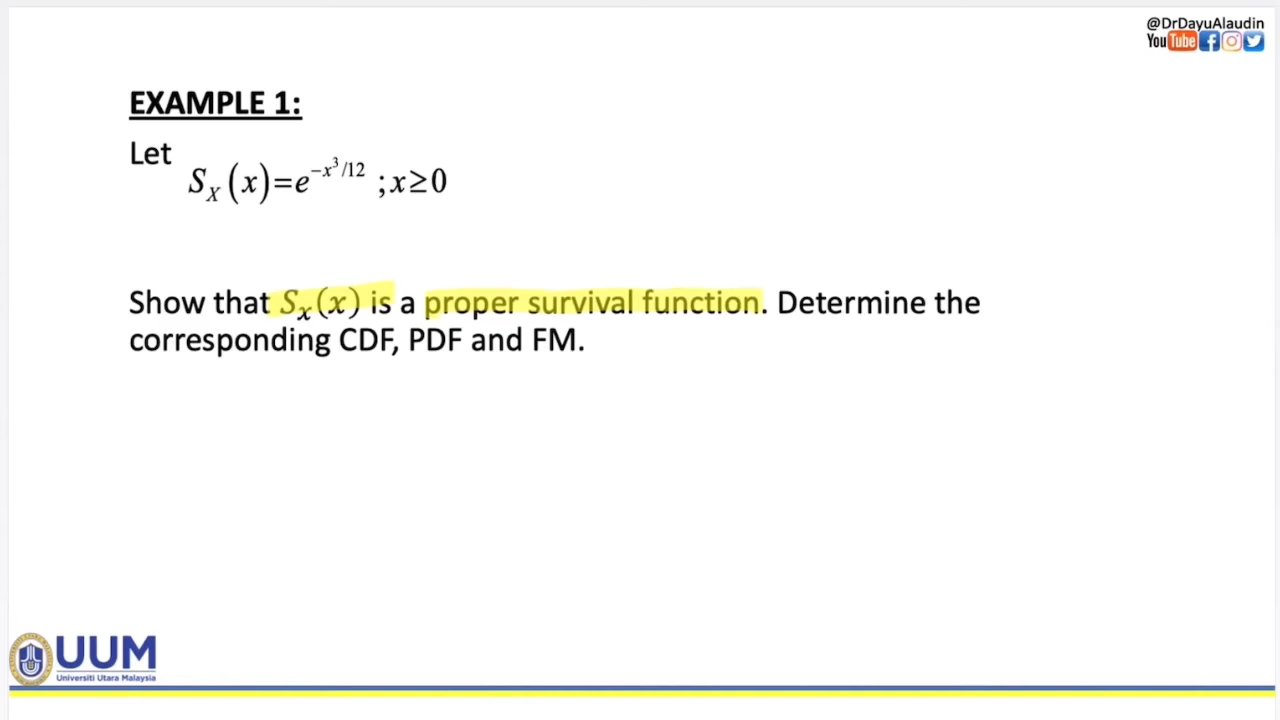 @DrDayuAlaudin
YouTube
EXAMPLE 1:
Let
S_X(x)=e^{-x^3/12} ;x≥0
Show that S_x(x) is a proper survival function. Determine the
corresponding CDF, PDF and FM.
UUM
Universiti Utara Malaysia